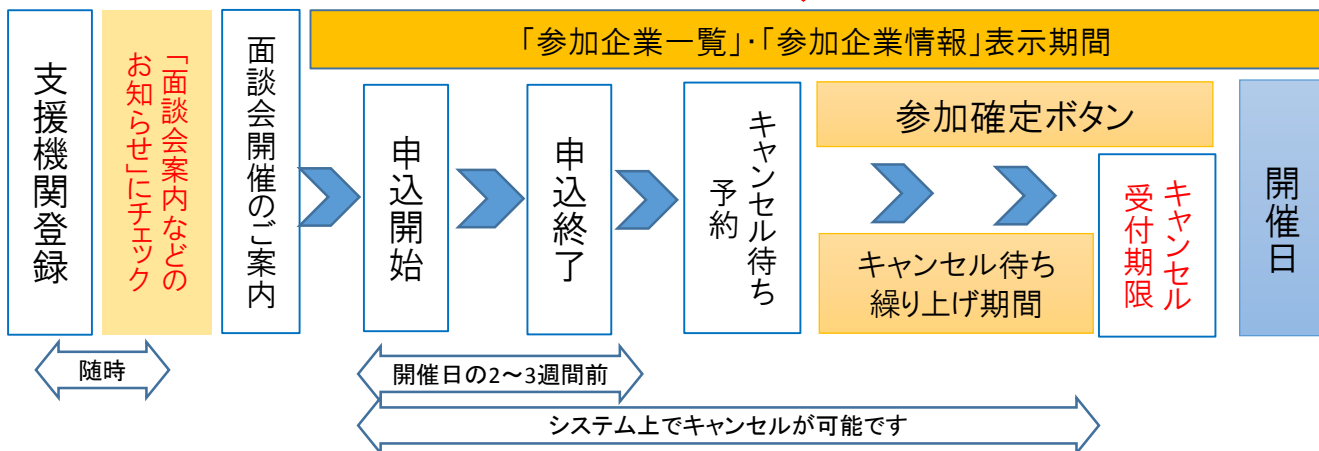 「参加企業一覧」・「参加企業情報」表示期間
支援機関登録
「面談会案内などの
お知らせ」にチェック
面談会開催のご案内
申込開始
申込終了
キャンセル待ち
予約
参加確定ボタン
キャンセル待ち
繰り上げ期間
キャンセル
受付期限
開催日
随時
開催日の2～3週間前
システム上でキャンセルが可能です